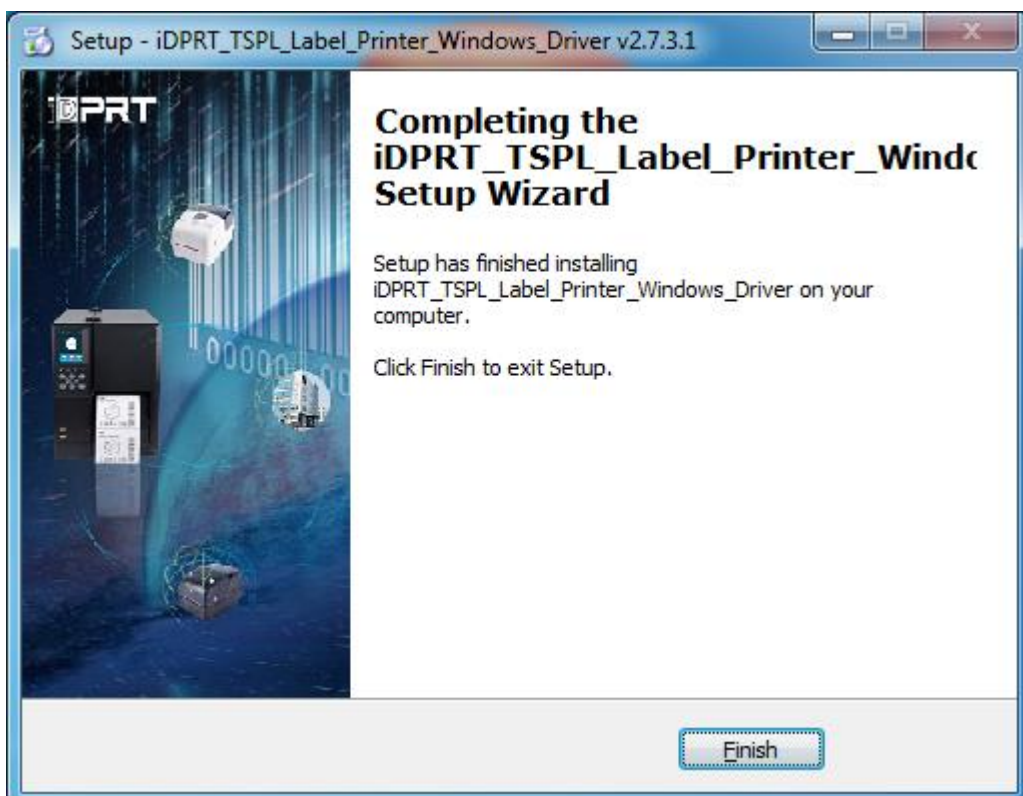 Setup - iDPRT_TSPL_Label_Printer_Windows_Driver v2.7.3.1
iDPRT
Completing the
iDPRT_TSPL_Label_Printer_Windo
Setup Wizard
Setup has finished installing
iDPRT_TSPL_Label_Printer_Windows_Driver on your
computer.
Click Finish to exit Setup.
Finish